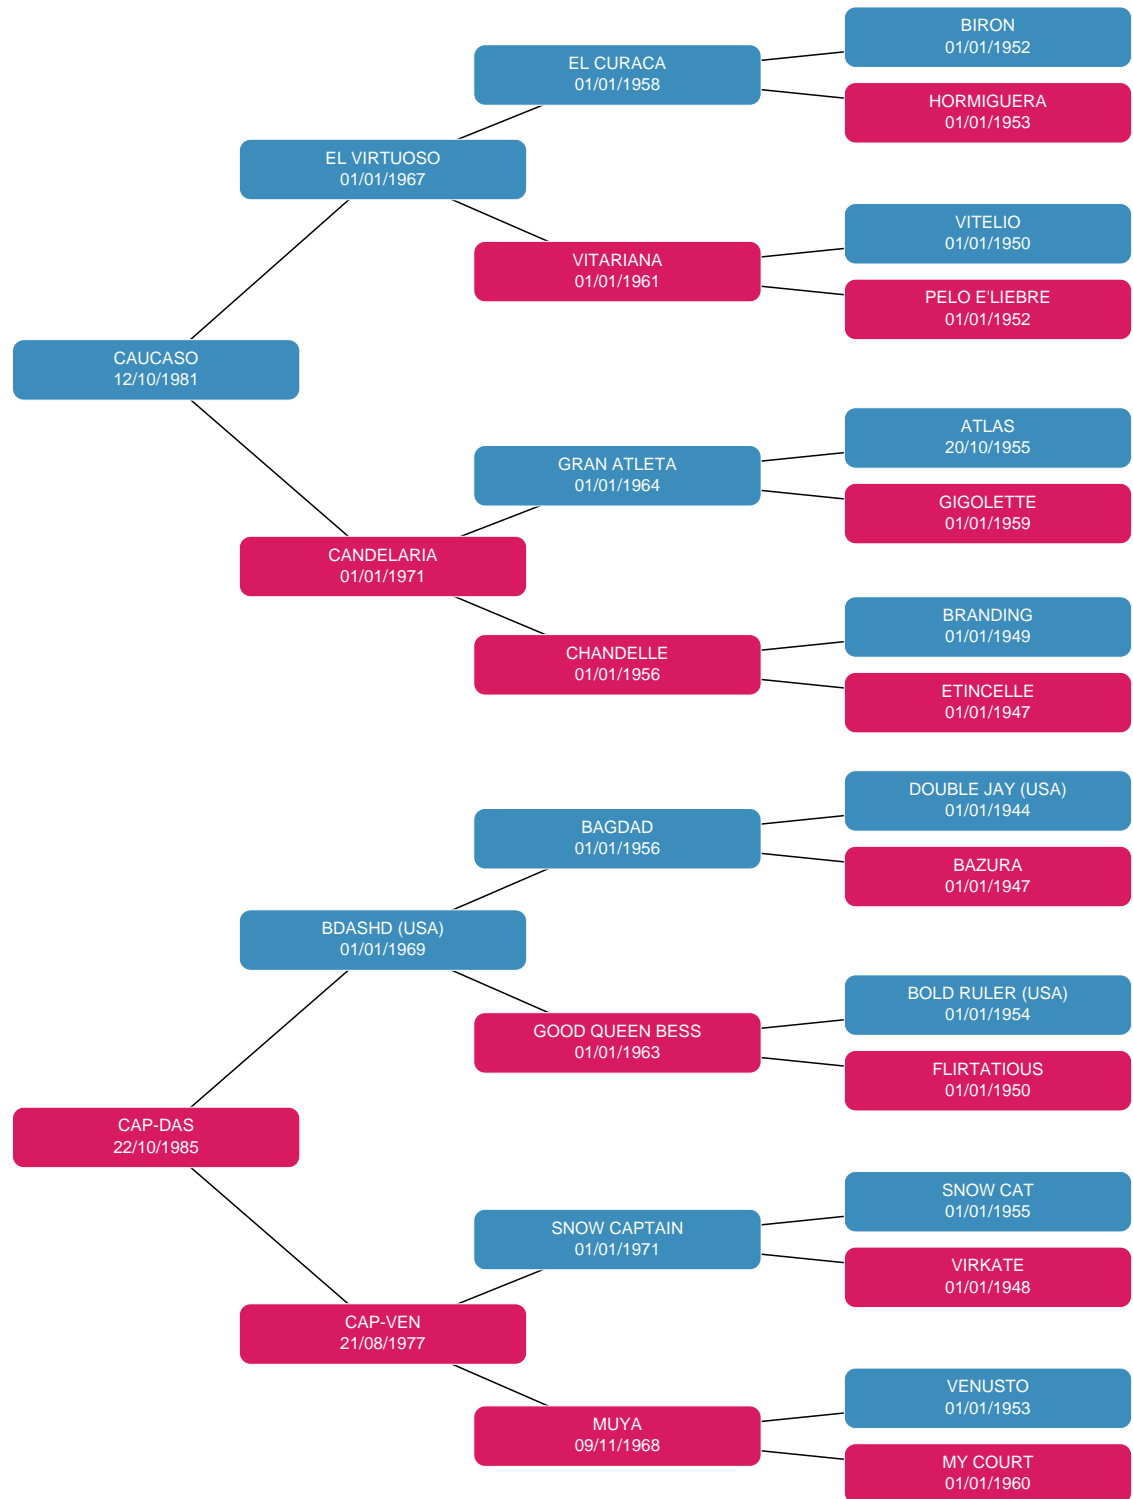 BIRON
01/01/1952
EL CURACA
01/01/1958
HORMIGUERA
01/01/1953
EL VIRTUOSO
01/01/1967
VITELIO
01/01/1950
VITARIANA
01/01/1961
PELO E'LIEBRE
01/01/1952
CAUCASO
12/10/1981
ATLAS
20/10/1955
GRAN ATLETA
01/01/1964
GIGOLETTE
01/01/1959
CANDELARIA
01/01/1971
BRANDING
01/01/1949
CHANDELLE
01/01/1956
ETINCELLE
01/01/1947
DOUBLE JAY (USA)
01/01/1944
BAGDAD
01/01/1956
BAZURA
01/01/1947
BDASHD (USA)
01/01/1969
BOLD RULER (USA)
01/01/1954
GOOD QUEEN BESS
01/01/1963
FLIRTATIOUS
01/01/1950
CAP-DAS
22/10/1985
SNOW CAT
01/01/1955
SNOW CAPTAIN
01/01/1971
VIRKATE
01/01/1948
CAP-VEN
21/08/1977
VENUSTO
01/01/1953
MUYA
09/11/1968
MY COURT
01/01/1960